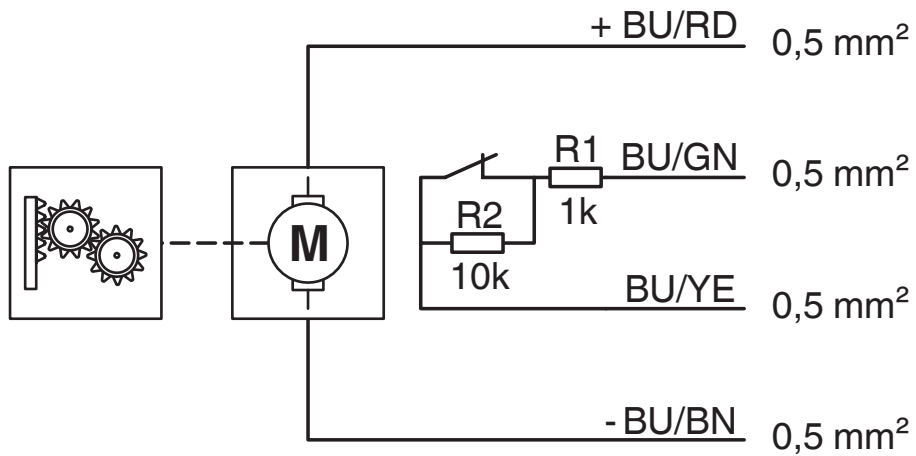 + BU/RD 0,5 mm²
R1 BU/GN 0,5 mm²
1k
R2
10k
M
BU/YE 0,5 mm²
- BU/BN 0,5 mm²